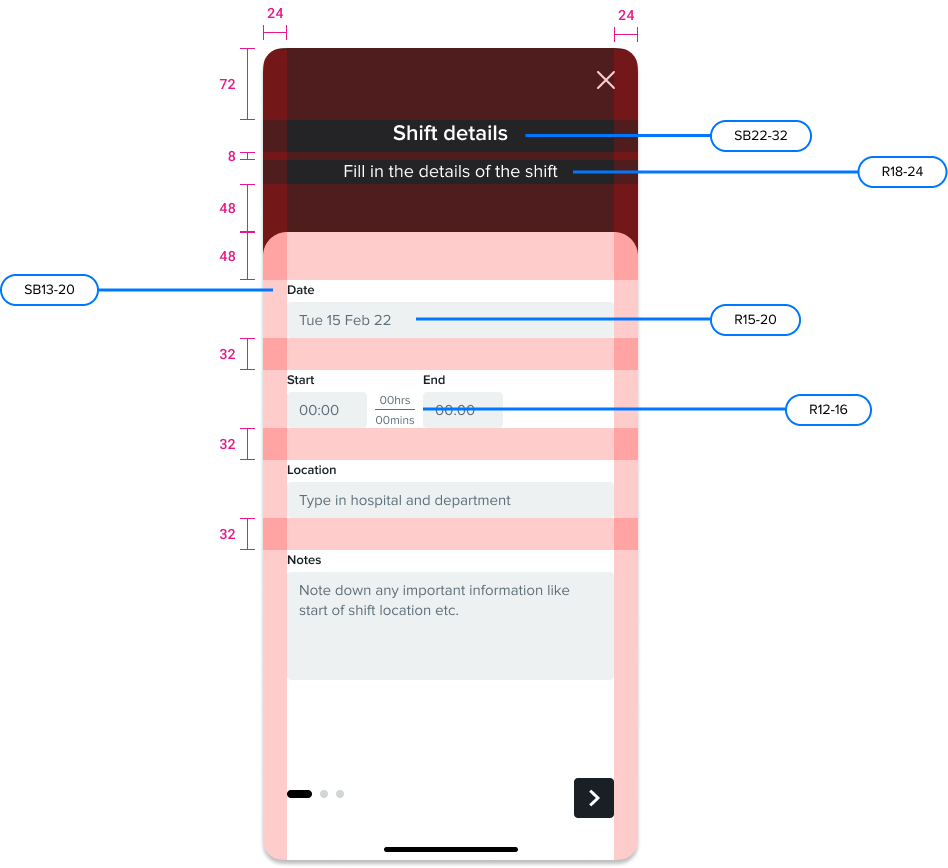 24
24
72
Shift details
SB22-32
8
Fill in the details of the shift
R18-24
48
48
SB13-20
Date
Tue 15 Feb 22
R15-20
32
Start
End
00:00
00hrs
00mins
00:00
R12-16
32
Location
Type in hospital and department
32
Notes
Note down any important information like
start of shift location etc.